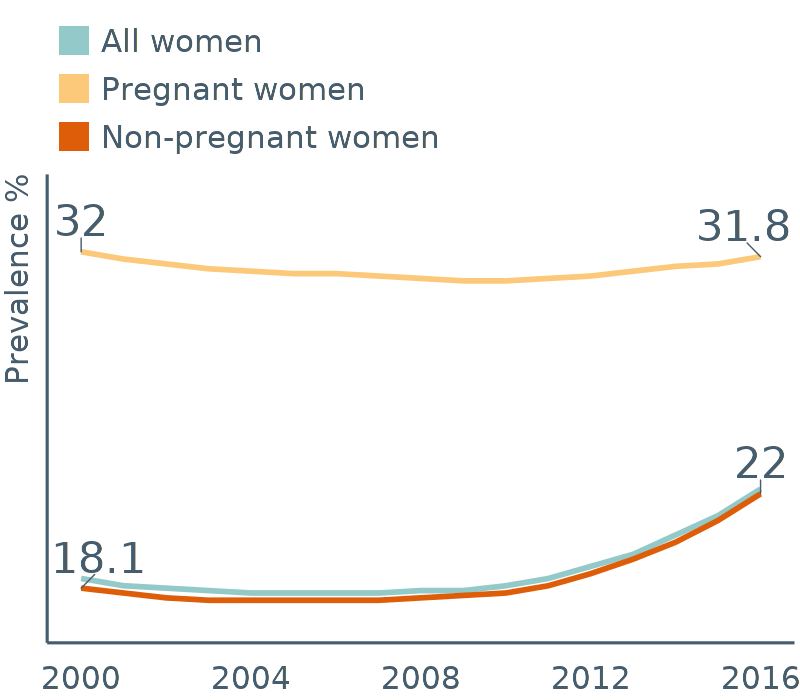 All women
Pregnant women
Non-pregnant women
Prevalence %
32
31.8
22
18.1
2000 2004 2008 2012 2016